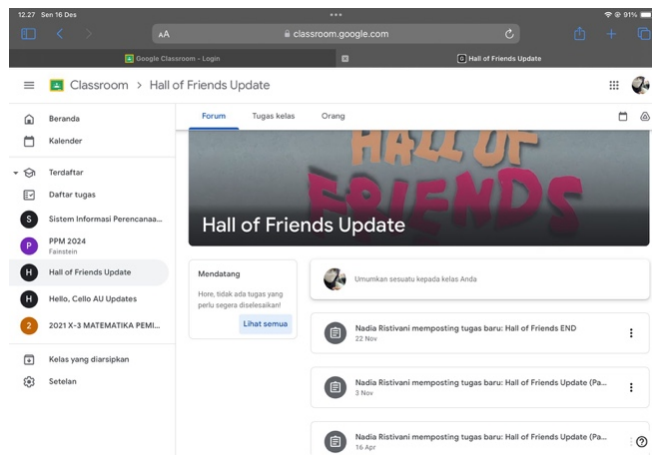 12.27 Sen 16 Des
91%
AA
classroom.google.com
Google Classroom - Login
Hall of Friends Update
Classroom > Hall of Friends Update
Beranda
Kalender
Terdaftar
Daftar tugas
S
Sistem Informasi Perencanaa...
P
PPM 2024
Fainstein
H
Hall of Friends Update
H
Hello, Cello AU Updates
2
2021 X-3 MATEMATIKA PEMI...
Kelas yang diarsipkan
Setelan
Forum
Tugas kelas
Orang
HALL OF
FRIENDS
Hall of Friends Update
Mendatang
Hore, tidak ada tugas yang
perlu segera diselesaikan!
Lihat semua
Umumkan sesuatu kepada kelas Anda
Nadia Ristivani memposting tugas baru: Hall of Friends END
22 Nov
Nadia Ristivani memposting tugas baru: Hall of Friends Update (Pa...
3 Nov
Nadia Ristivani memposting tugas baru: Hall of Friends Update (Pa...
16 Apr